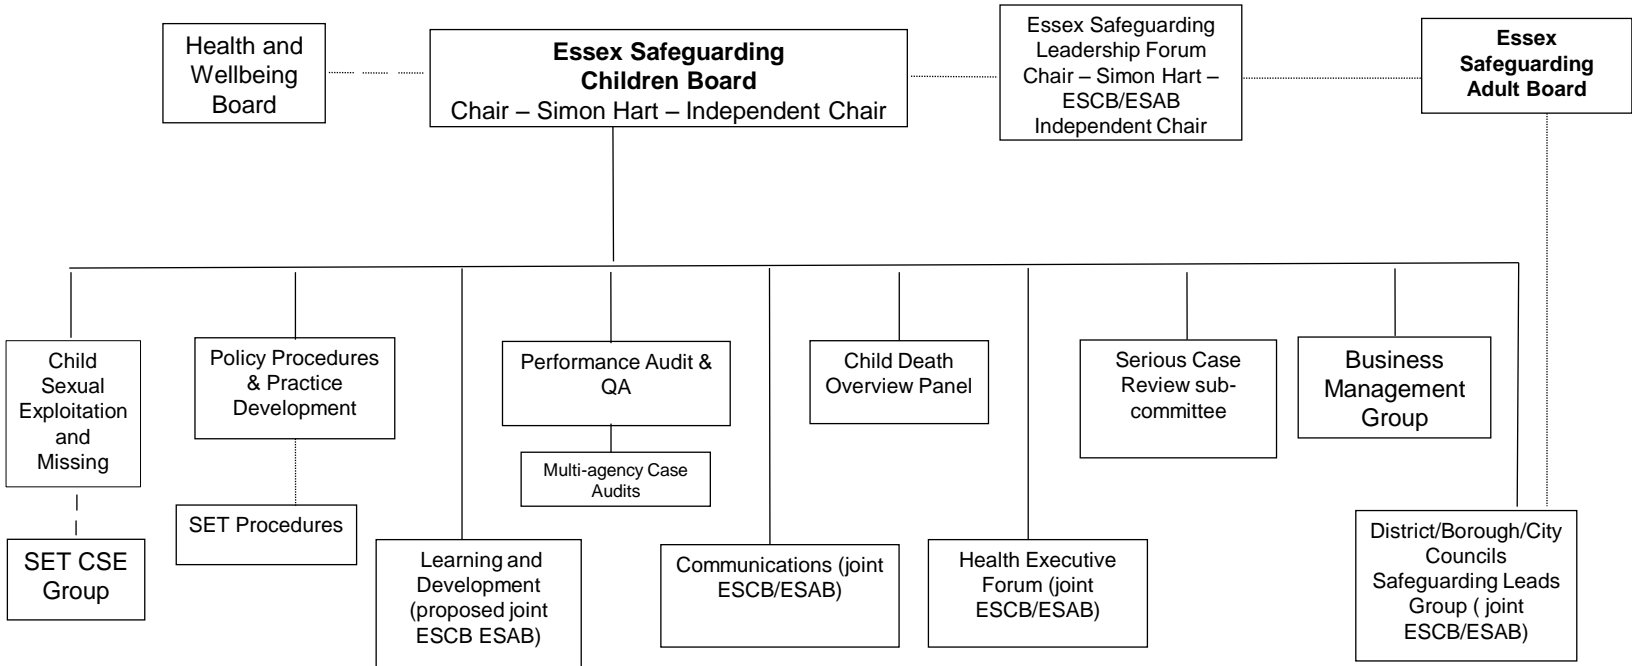 Health and
Wellbeing
Board
Essex Safeguarding
Children Board
Chair – Simon Hart – Independent Chair
Essex Safeguarding
Leadership Forum
Chair – Simon Hart –
ESCB/ESAB
Independent Chair
Essex
Safeguarding
Adult Board
Child
Sexual
Exploitation
and
Missing
Policy Procedures
& Practice
Development
Performance Audit &
QA
Child Death
Overview Panel
Serious Case
Review sub-
committee
Business
Management
Group
Multi-agency Case
Audits
SET CSE
Group
SET Procedures
Learning and
Development
(proposed joint
ESCB ESAB)
Communications (joint
ESCB/ESAB)
Health Executive
Forum (joint
ESCB/ESAB)
District/Borough/City
Councils
Safeguarding Leads
Group ( joint
ESCB/ESAB)